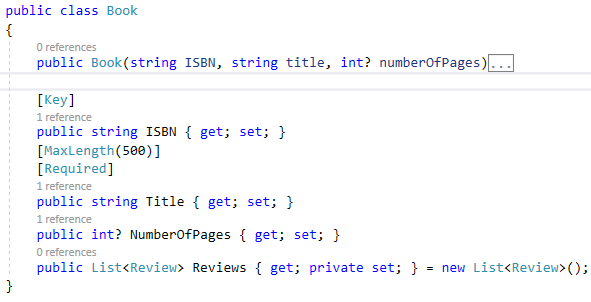 public class Book
{
0 references
public Book(string ISBN, string title, int? numberOfPages)...
[Key]
1 reference
public string ISBN { get; set; }
[MaxLength(500)]
[Required]
1 reference
public string Title { get; set; }
1 reference
public int? NumberOfPages { get; set; }
0 references
public List<Review> Reviews { get; private set; } = new List<Review>();
}